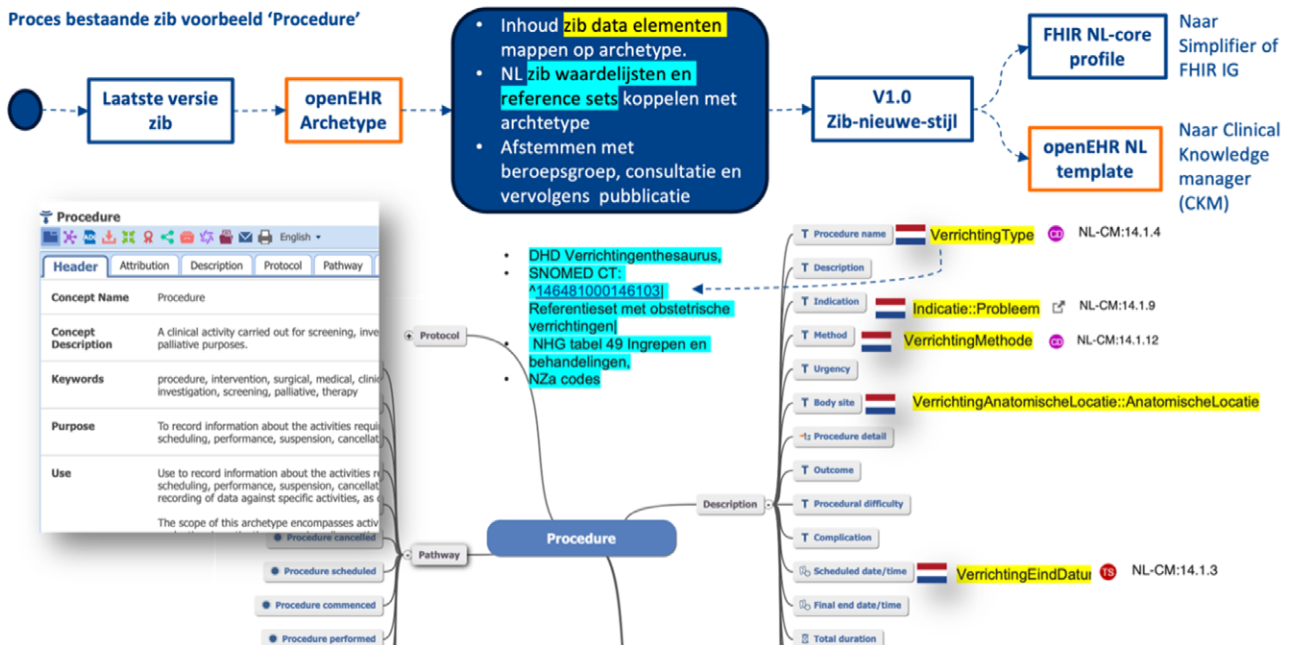 Proces bestaande zib voorbeeld ‘Procedure’
Laatste versie
zib
openEHR
Archetype
• Inhoud zib data elementen
mappen op archetype.
• NL zib waardelijsten en
reference sets koppelen met
archtetype
• Afstemmen met
beroepsgroep, consultatie en
vervolgens pubblicatie
V1.0
Zib-nieuwe-stijl
FHIR NL-core
profile
Naar
Simplifier of
FHIR IG
openEHR NL
template
Naar Clinical
Knowledge
manager
(CKM)
Procedure
ADL
English
Header Attribution Description Protocol Pathway
Concept Name Procedure
Concept
Description
A clinical activity carried out for screening, inve
palliative purposes.
Keywords procedure, intervention, surgical, medical, clinic
investigation, screening, palliative, therapy
Purpose To record information about the activities requi
scheduling, performance, suspension, cancellat
Use Use to record information about the activities r
scheduling, performance, suspension, cancellat
recording of data against specific activities, as
The scope of this archetype encompasses activ
• DHD Verrichtingenthesaurus,
• SNOMED CT:
^146481000146103|
Referentieset met obstetrische
verrichtingen|
• NHG tabel 49 Ingrepen en
behandelingen,
• NZa codes
Protocol
Pathway
Procedure cancelled
Procedure scheduled
Procedure commenced
Procedure performed
Procedure
Description
T Procedure name VerrichtingType CD NL-CM:14.1.4
T Description
T Indication Indicatie::Probleem NL-CM:14.1.9
T Method VerrichtingMethode CD NL-CM:14.1.12
T Urgency
T Body site VerrichtingAnatomischeLocatie::AnatomischeLocatie
Procedure detail
T Outcome
T Procedural difficulty
T Complication
Scheduled date/time VerrichtingEindDatu TS NL-CM:14.1.3
Final end date/time
Total duration